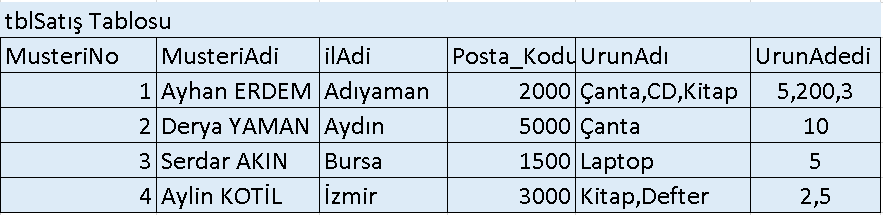 tblSatış Tablosu
MusteriNo MusteriAdi ilAdi Posta_Kodu UrunAdı UrunAdedi
1 Ayhan ERDEM Adıyaman 2000 Çanta,CD,Kitap 5,200,3
2 Derya YAMAN Aydın 5000 Çanta 10
3 Serdar AKIN Bursa 1500 Laptop 5
4 Aylin KOTİL İzmir 3000 Kitap,Defter 2,5